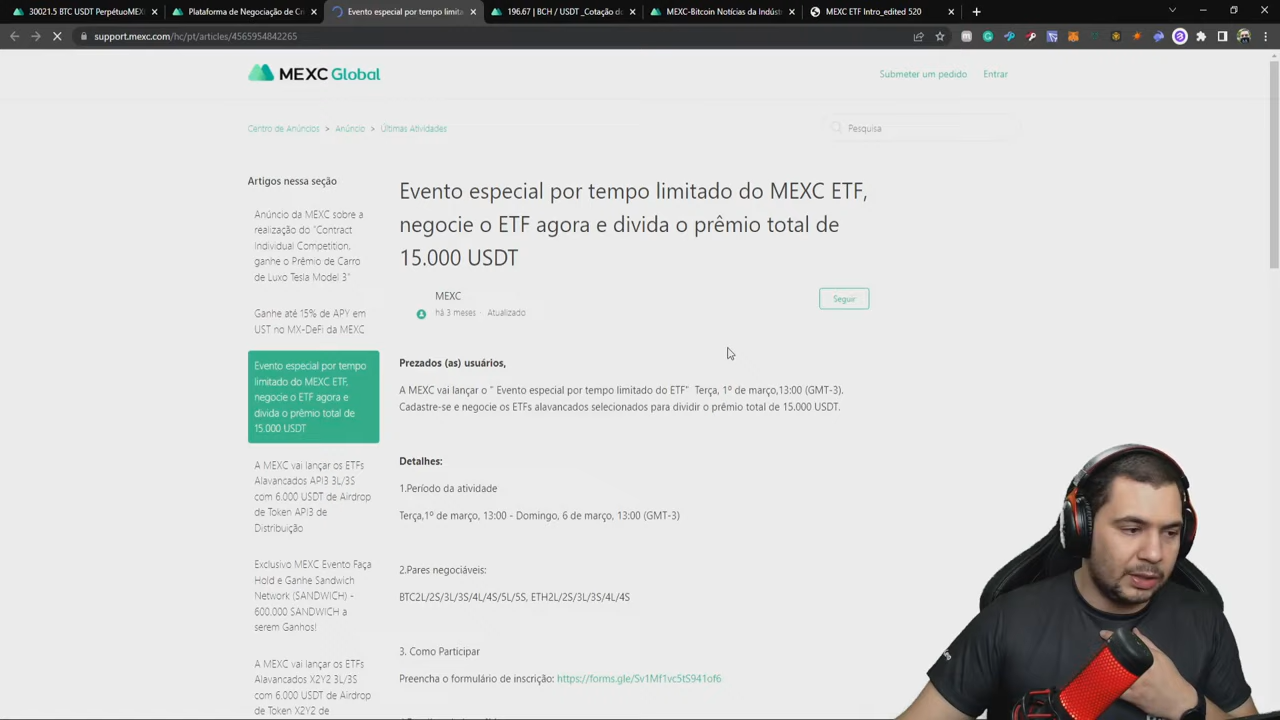 30021.5 BTC USDT PerpétuoMEX
Plataforma de Negociação de Cri
Evento especial por tempo limita
196.67 | BCH / USDT_Cotação d
MEXC-Bitcoin Notícias de Indústr
MEXC ETF Intro_edited 520
support.mexc.com/hc/pt/articles/4565954842265
MEXC Global
Submeter um pedido
Entrar
Centro de Anúncios > Anúncio > Últimas Atividades
Pesquisa
Artigos nessa seção
Anúncio da MEXC sobre a
realização do "Contract
Individual Competition,
ganhe o Prêmio de Carro
de Luxo Tesla Model 3"
Ganhe até 15% de APY em
UST no MX-DeFi da MEXC
Evento especial por tempo
limitado do MEXC ETF,
negocie o ETF agora e
divida o prêmio total de
15.000 USDT
A MEXC vai lançar os ETFs
Alavancados API3 3L/3S
com 6.000 USDT de Airdrop
de Token API3 de
Distribuição
Exclusivo MEXC Evento Faça
Hold e Ganhe Sandwich
Network (SANDWICH) -
600.000 SANDWICH a
serem Ganhos!
A MEXC vai lançar os ETFs
Alavancados X2Y2 3L/3S
com 6.000 USDT de Airdrop
de Token X2Y2 de
Evento especial por tempo limitado do MEXC ETF,
negocie o ETF agora e divida o prêmio total de
15.000 USDT
MEXC
há 3 meses · Atualizado
Seguir
Prezados (as) usuários,
A MEXC vai lançar o " Evento especial por tempo limitado do ETF" Terça, 1º de março,13:00 (GMT-3).
Cadastre-se e negocie os ETFs alavancados selecionados para dividir o prêmio total de 15.000 USDT.
Detalhes:
1.Período da atividade
Terça,1º de março, 13:00 - Domingo, 6 de março, 13:00 (GMT-3)
2.Pares negociáveis:
BTC2L/2S/3L/3S/4L/4S/5L/5S, ETH2L/2S/3L/3S/4L/4S
3. Como Participar
Preencha o formulário de inscrição: https://forms.gle/Sv1Mf1vc5tS941of6